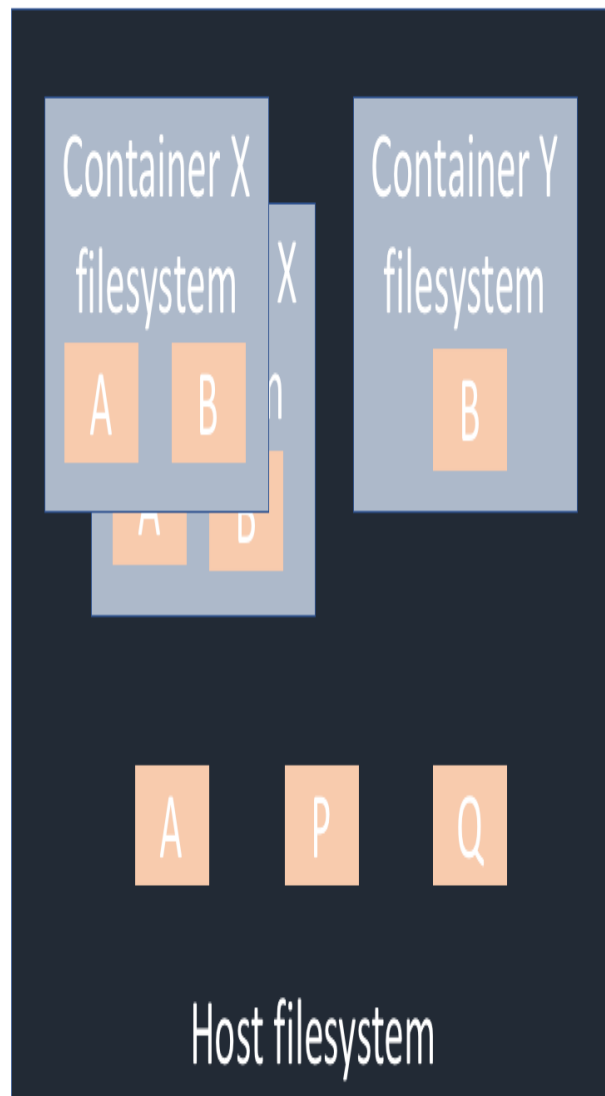 Container X
filesystem
A B
X
A B
Container Y
filesystem
B
A P Q
Host filesystem